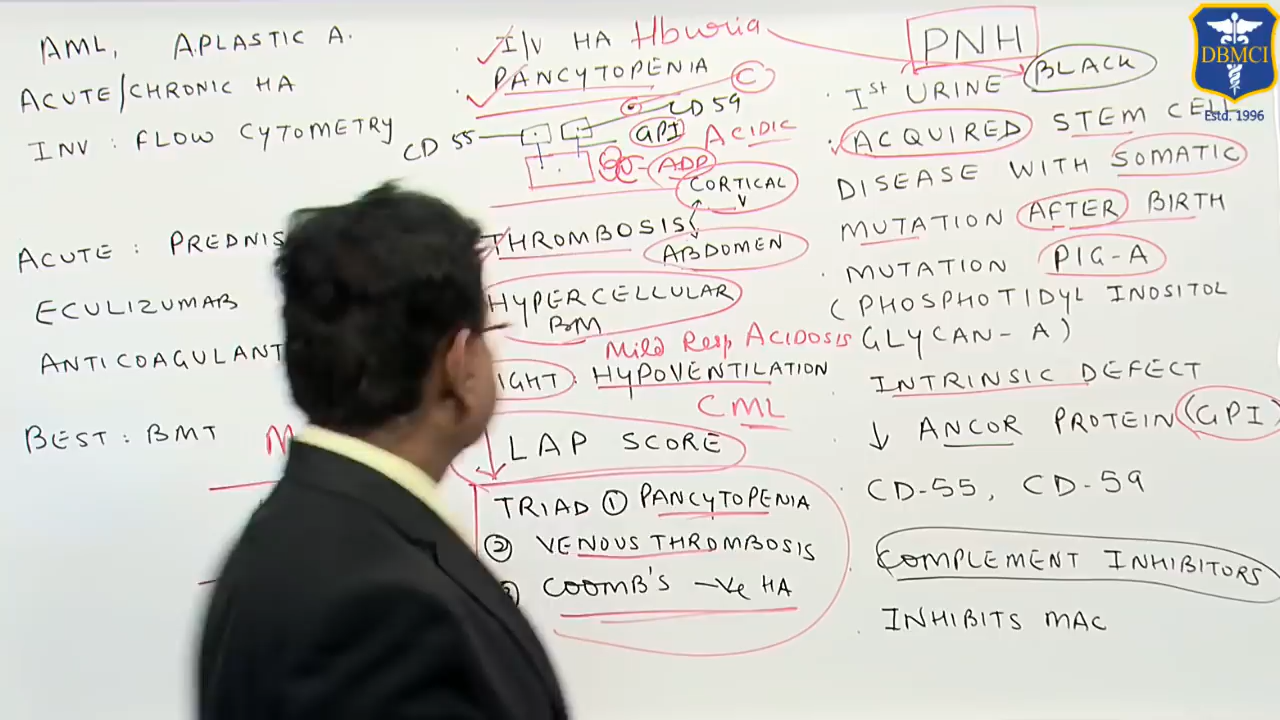 AML, APLASTIC A.
ACUTE/CHRONIC HA
INV : FLOW CYTOMETRY
ACUTE : PREDNIS
ECULIZUMAB
ANTICOAGULANT
BEST : BMT M
I/V HA Hburia
PANCYTOPENIA C
CD 59
CD 55 GPI ACIDIC
ADP
CORTICAL V
THROMBOSIS
ABDOMEN
HYPERCELLULAR
BM
Mild Resp ACIDOSIS
IGHT : HYPOVENTILATION
CML
↓ LAP SCORE
TRIAD ① PANCYTOPENIA
② VENOUS THROMBOSIS
COOMB'S -Ve HA
PNH
IST URINE BLACK
ACQUIRED STEM CELL
DISEASE WITH SOMATIC
MUTATION AFTER BIRTH
MUTATION PIG-A
(PHOSPHOTIDYL INOSITOL
GLYCAN-A)
INTRINSIC DEFECT
↓ ANCOR PROTEIN (GPI)
CD-55, CD-59
COMPLEMENT INHIBITORS
INHIBITS MAC
DBMCI
Estd. 1996